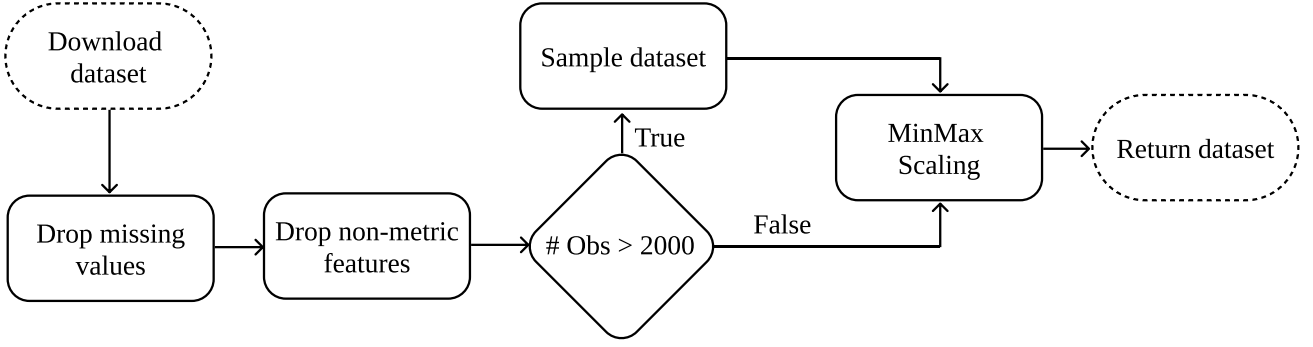 Download
dataset
Drop missing
values
Drop non-metric
features
# Obs > 2000
True
Sample dataset
False
MinMax
Scaling
Return dataset